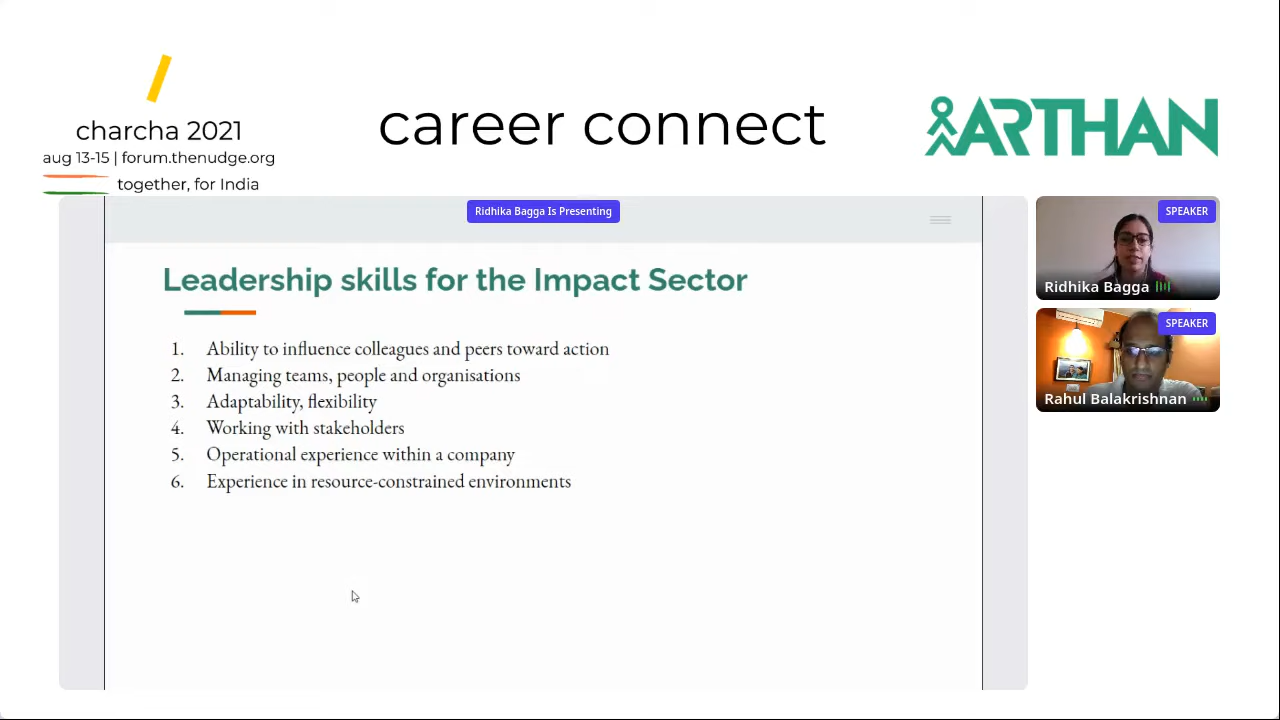 charcha 2021
aug 13-15 | forum.thenudge.org
together, for India
career connect
ARTHAN
Ridhika Bagga Is Presenting
Leadership skills for the Impact Sector
1. Ability to influence colleagues and peers toward action
2. Managing teams, people and organisations
3. Adaptability, flexibility
4. Working with stakeholders
5. Operational experience within a company
6. Experience in resource-constrained environments
SPEAKER
Ridhika Bagga
SPEAKER
Rahul Balakrishnan